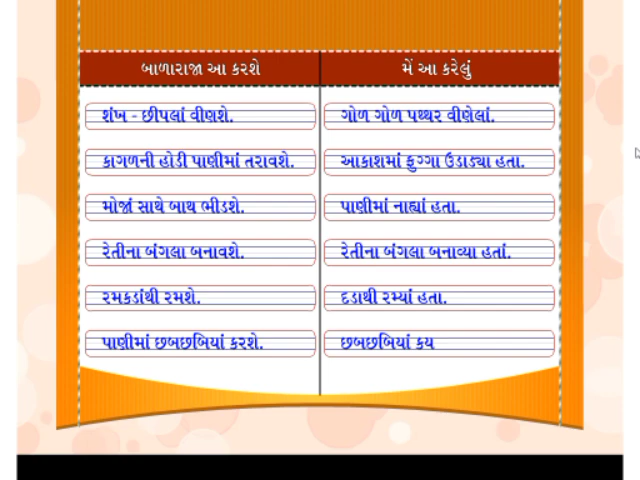 બાળારાજા આ કરશે મેં આ કરેલું
શંખ - છીપલાં વીણશે. ગોળ ગોળ પથ્થર વીણેલાં.
કાગળની હોડી પાણીમાં તરાવશે. આકાશમાં ફુગ્ગા ઉડાડ્યા હતા.
મોજાં સાથે બાથ ભીડશે. પાણીમાં નાહ્યાં હતા.
રેતીના બંગલા બનાવશે. રેતીના બંગલા બનાવ્યા હતાં.
રમકડાંથી રમશે. દડાથી રમ્યાં હતા.
પાણીમાં છબછબિયાં કરશે. છબછબિયાં કય